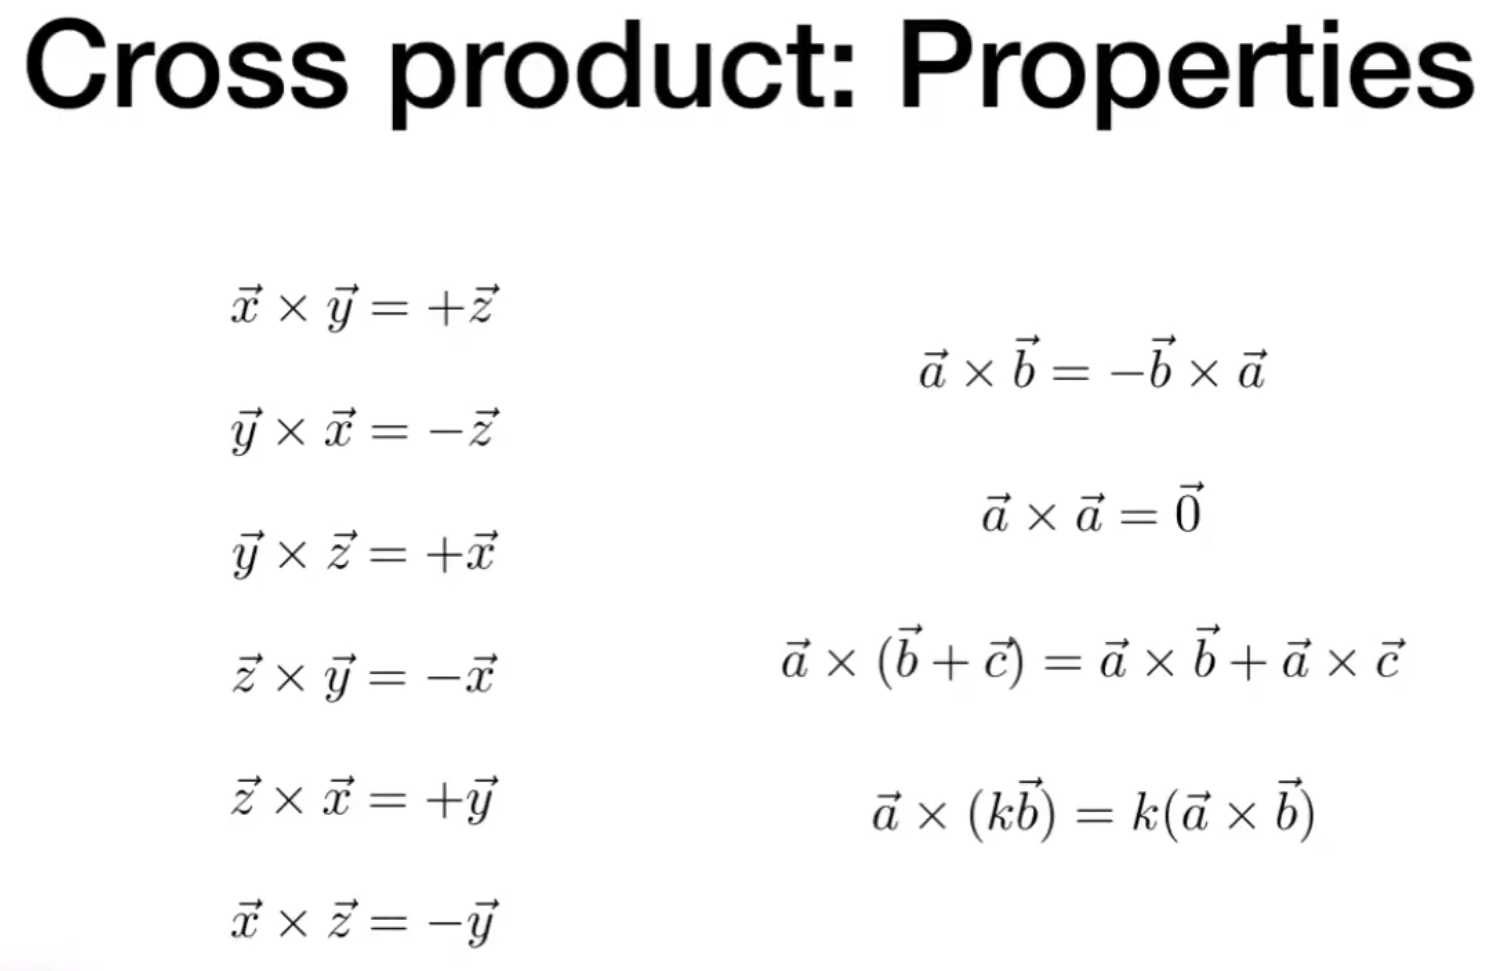 Cross product: Properties
$\vec{x} \times \vec{y} = +\vec{z}$
$\vec{y} \times \vec{x} = -\vec{z}$
$\vec{y} \times \vec{z} = +\vec{x}$
$\vec{z} \times \vec{y} = -\vec{x}$
$\vec{z} \times \vec{x} = +\vec{y}$
$\vec{x} \times \vec{z} = -\vec{y}$
$\vec{a} \times \vec{b} = -\vec{b} \times \vec{a}$
$\vec{a} \times \vec{a} = \vec{0}$
$\vec{a} \times (\vec{b} + \vec{c}) = \vec{a} \times \vec{b} + \vec{a} \times \vec{c}$
$\vec{a} \times (k\vec{b}) = k(\vec{a} \times \vec{b})$